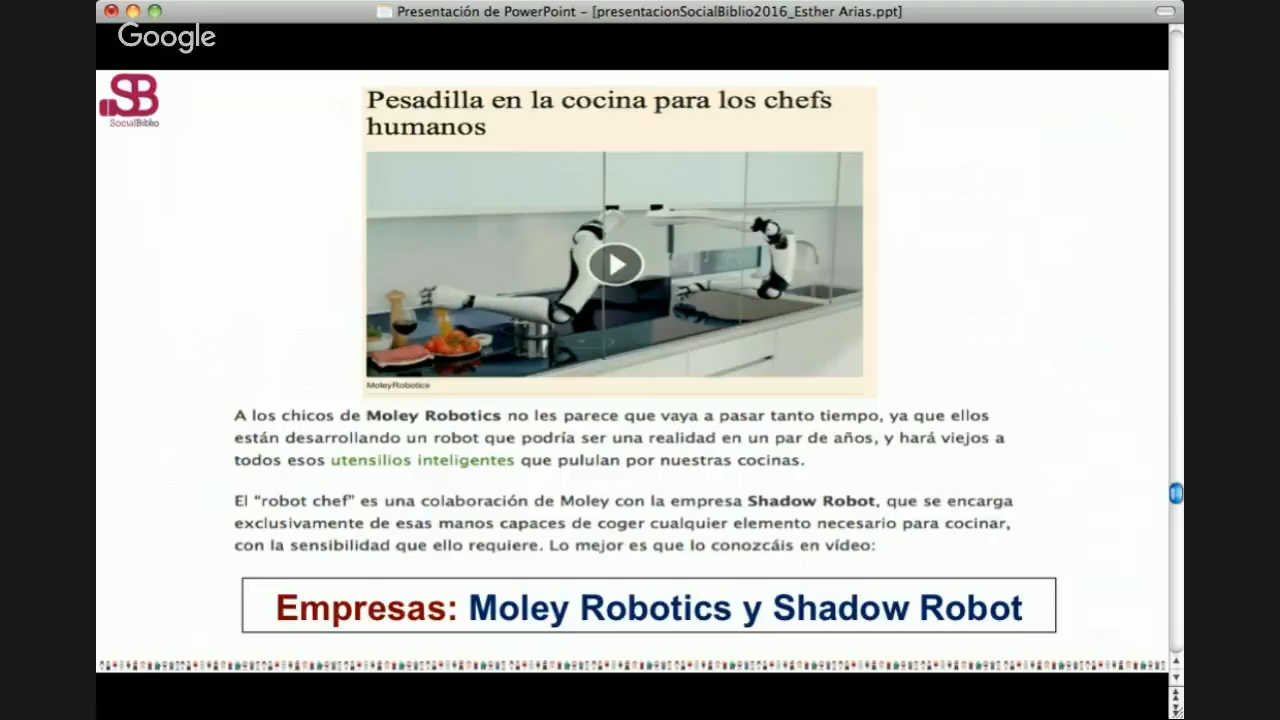 Presentación de PowerPoint - [presentacionSocialBiblio2016_Esther Arias.ppt]
Google
SB
SocialBiblio
Pesadilla en la cocina para los chefs
humanos
MoleyRobotics
A los chicos de Moley Robotics no les parece que vaya a pasar tanto tiempo, ya que ellos
están desarrollando un robot que podría ser una realidad en un par de años, y hará viejos a
todos esos utensilios inteligentes que pululan por nuestras cocinas.
El “robot chef” es una colaboración de Moley con la empresa Shadow Robot, que se encarga
exclusivamente de esas manos capaces de coger cualquier elemento necesario para cocinar,
con la sensibilidad que ello requiere. Lo mejor es que lo conozcáis en vídeo:
Empresas: Moley Robotics y Shadow Robot